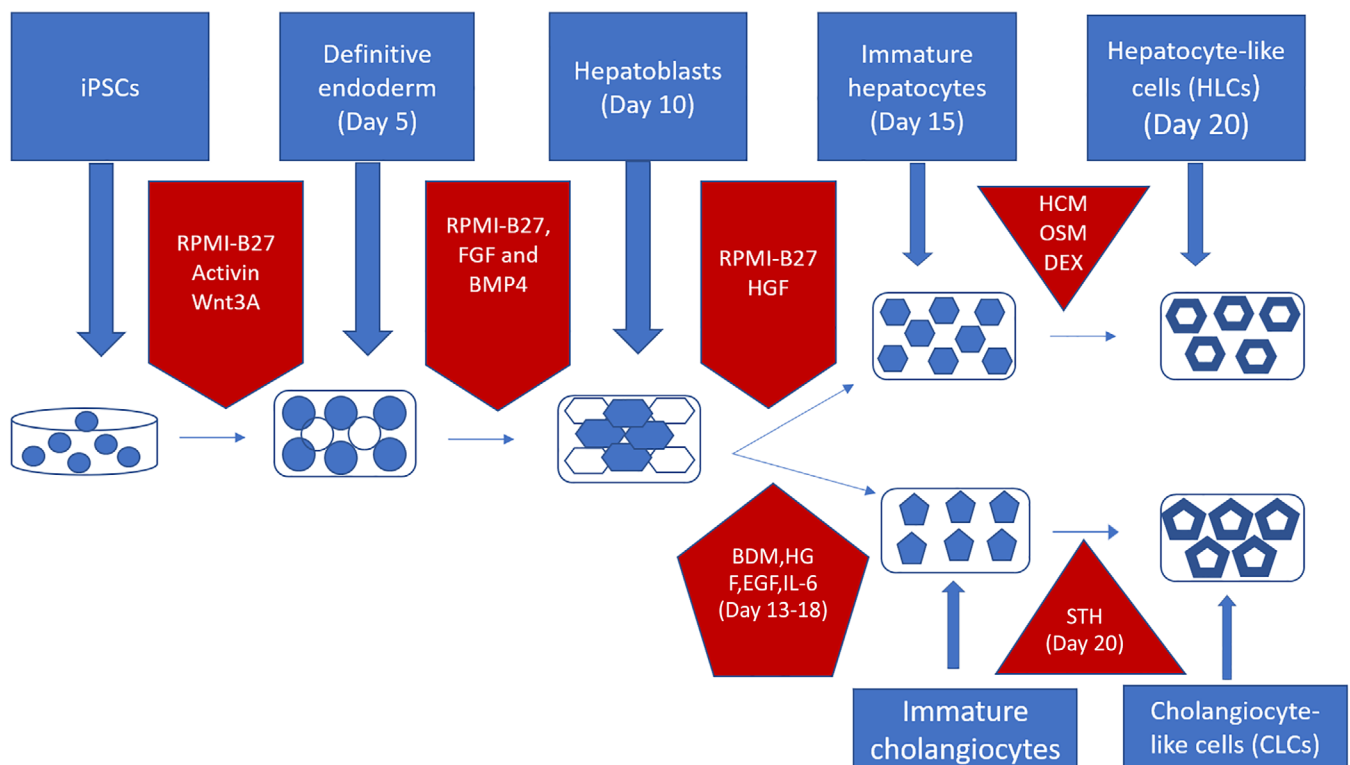 iPSCs
Definitive
endoderm
(Day 5)
Hepatoblasts
(Day 10)
Immature
hepatocytes
(Day 15)
Hepatocyte-like
cells (HLCs)
(Day 20)
RPMI-B27
Activin
Wnt3A
RPMI-B27,
FGF and
BMP4
RPMI-B27
HGF
HCM
OSM
DEX
BDM,HG
F,EGF,IL-6
(Day 13-18)
STH
(Day 20)
Immature
cholangiocytes
Cholangiocyte-
like cells (CLCs)